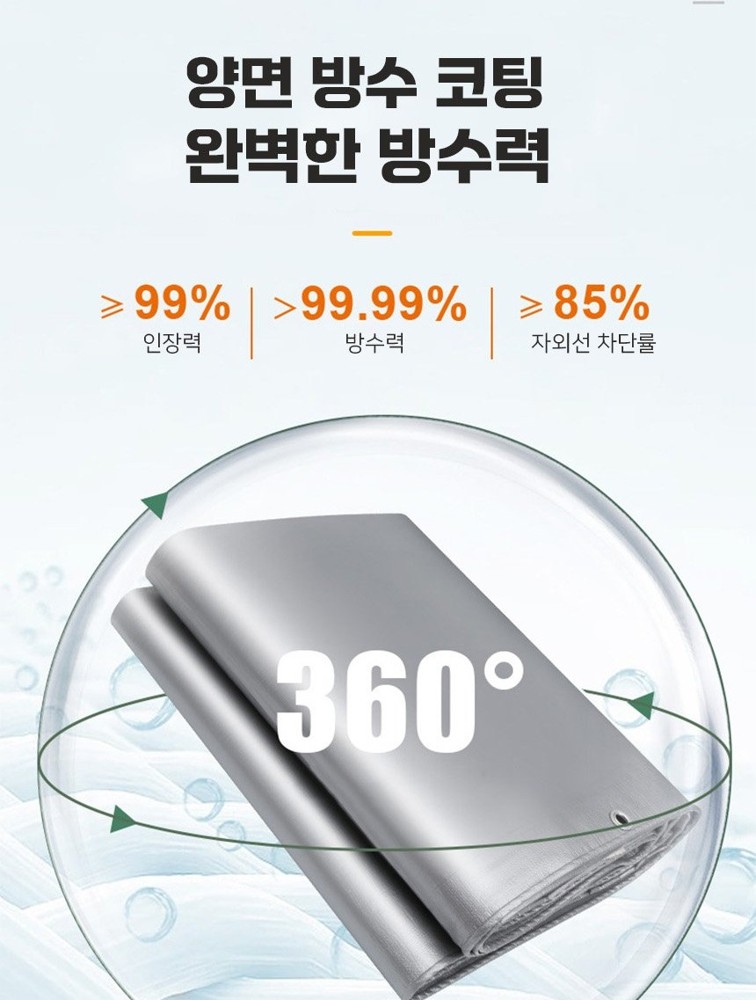 양면 방수 코팅
완벽한 방수력
≥ 99%
인장력
>99.99%
방수력
≥ 85%
자외선 차단률
360°